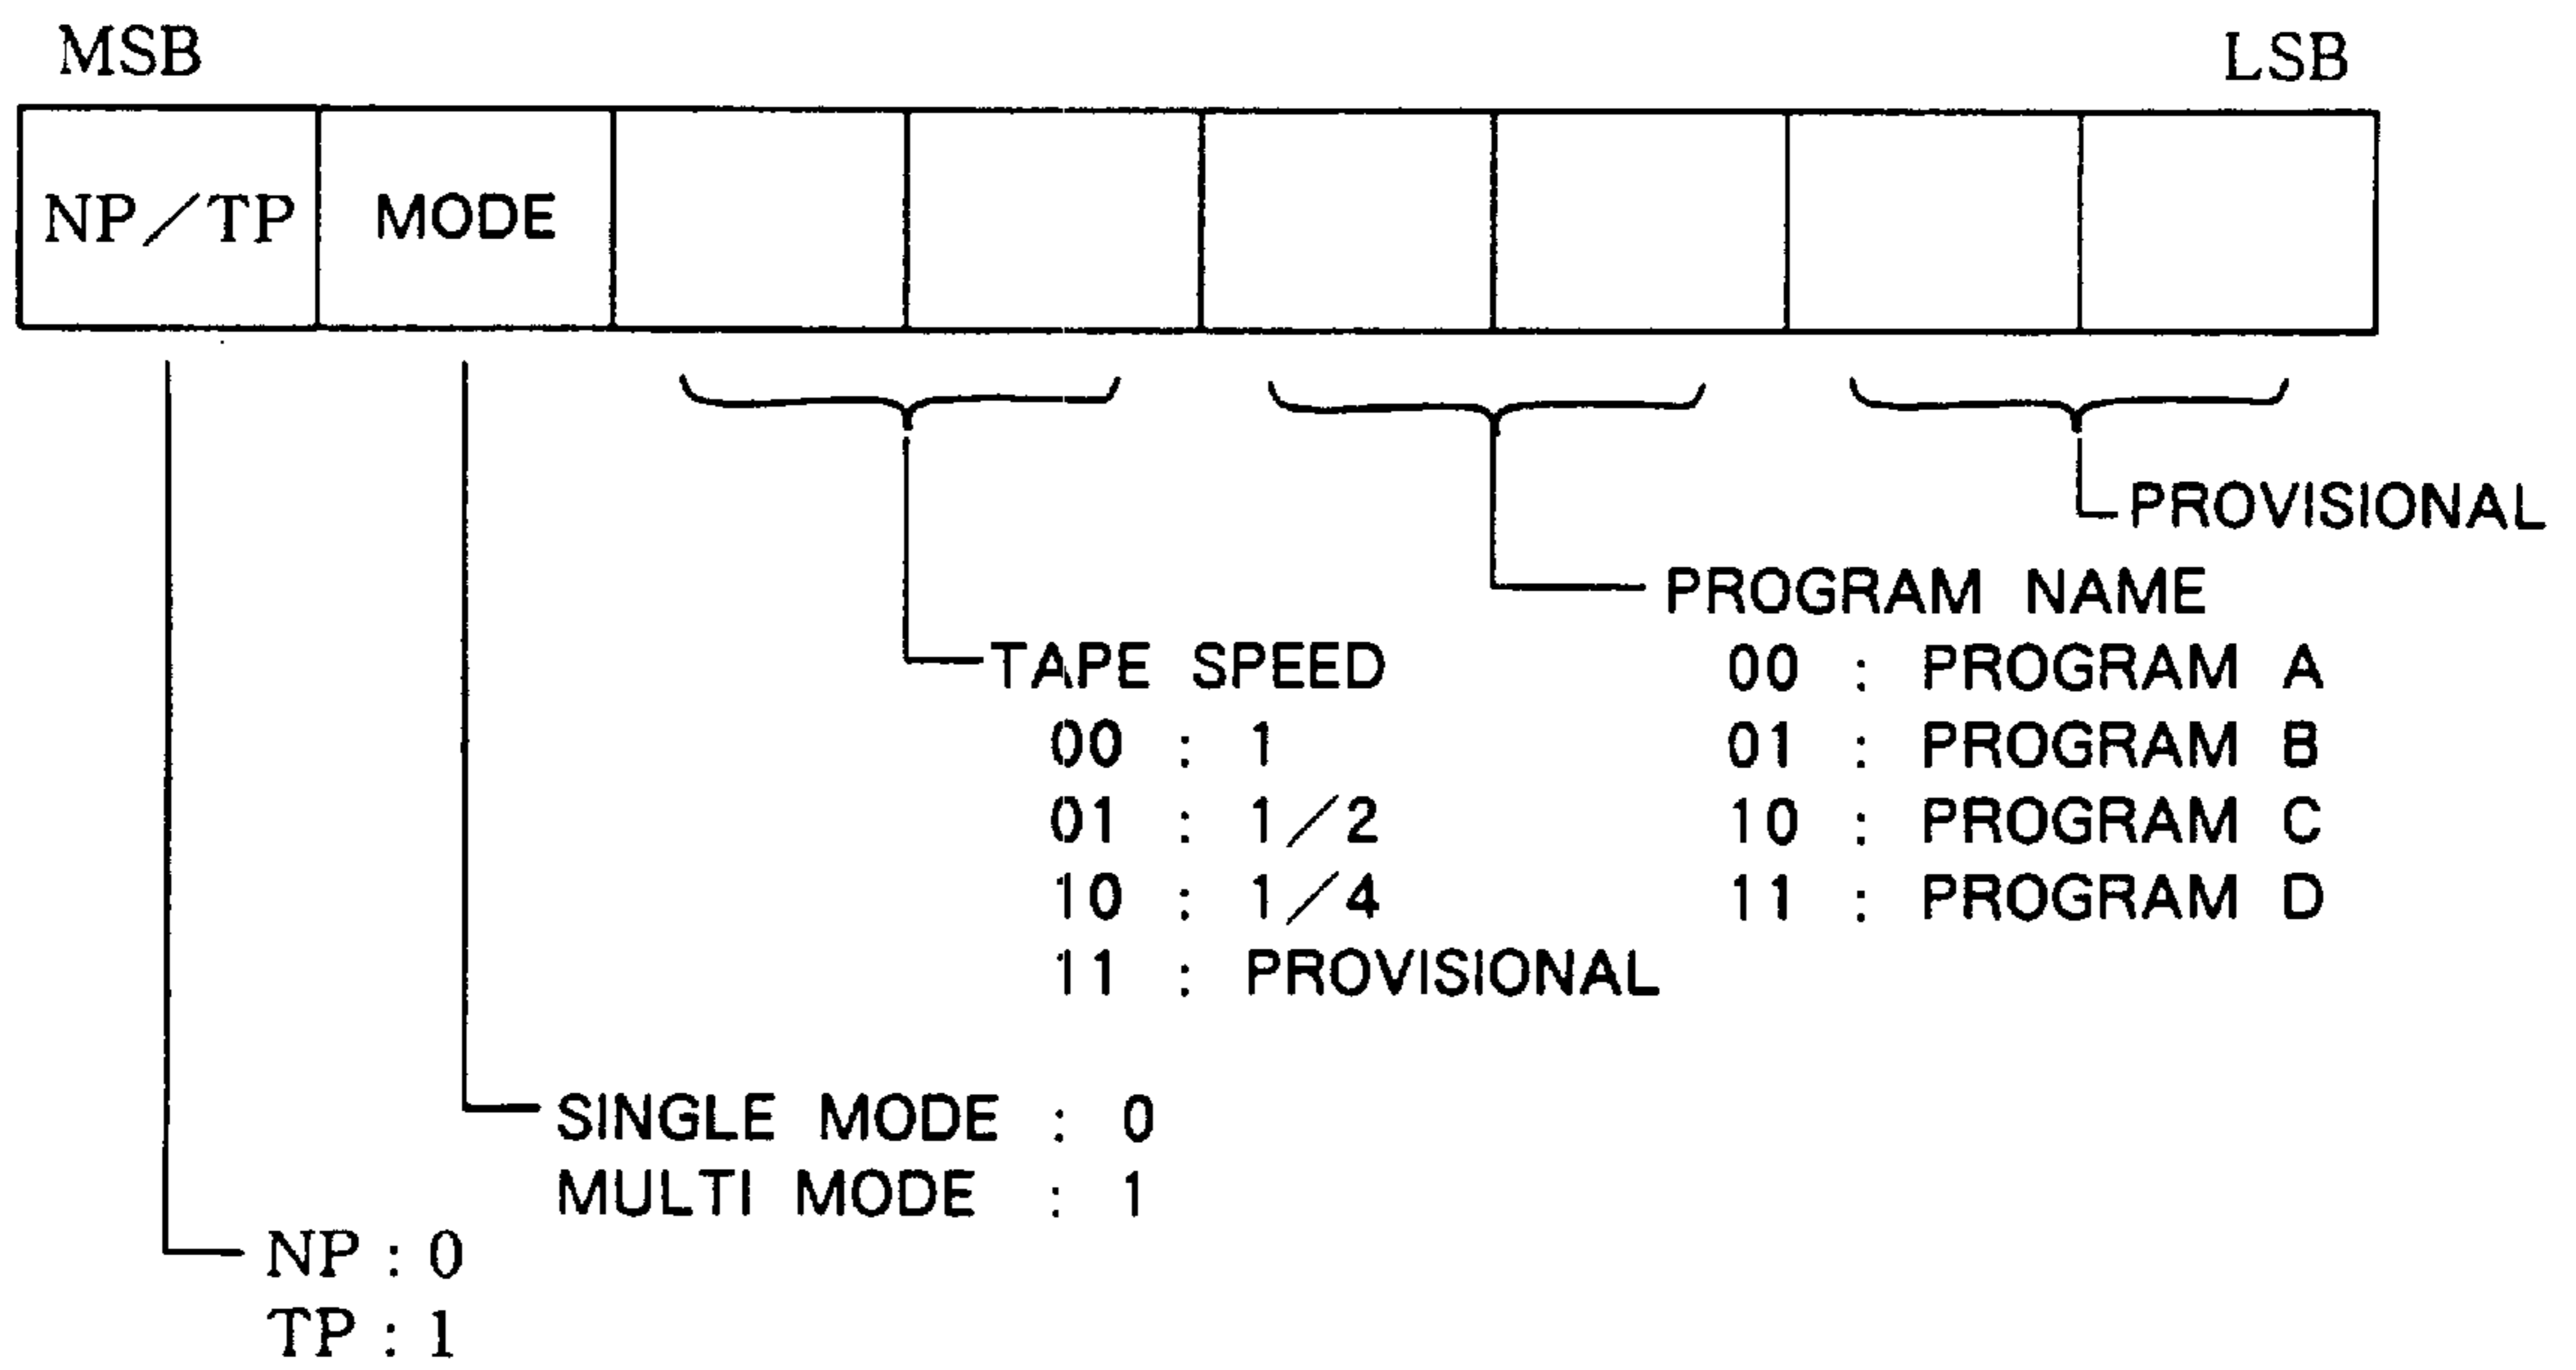 MSB LSB
NP/TP MODE
PROVISIONAL
PROGRAM NAME
00 : PROGRAM A
01 : PROGRAM B
10 : PROGRAM C
11 : PROGRAM D
TAPE SPEED
00 : 1
01 : 1/2
10 : 1/4
11 : PROVISIONAL
SINGLE MODE : 0
MULTI MODE : 1
NP : 0
TP : 1